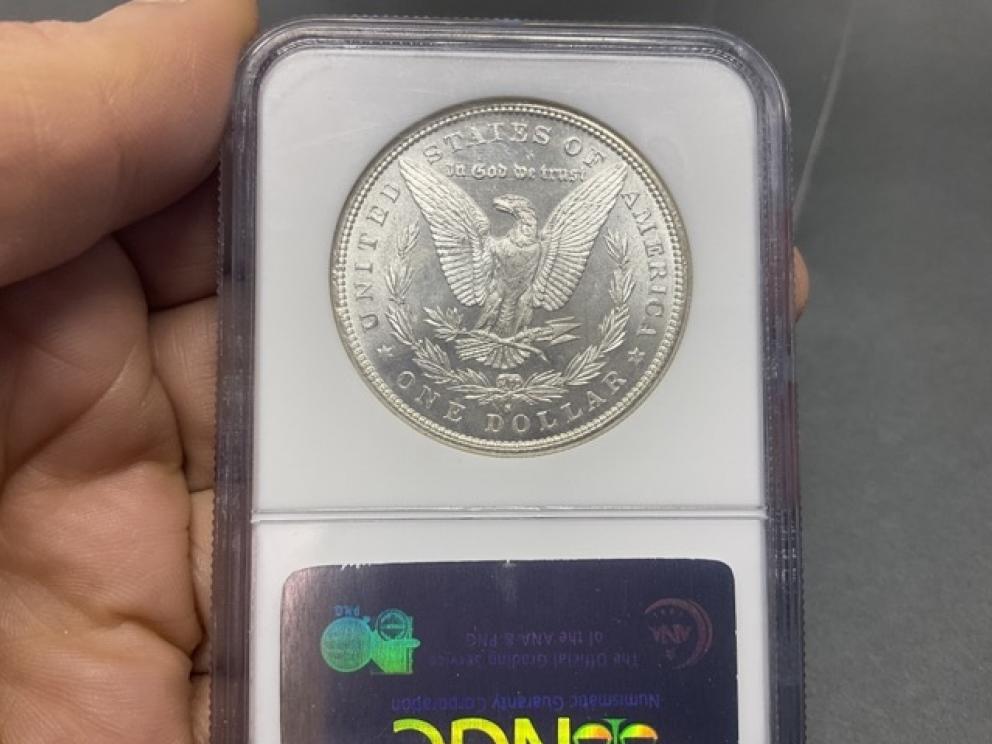 UNITED STATES OF AMERICA
In God we trust
ONE DOLLAR
S
P.N.G.
ANA
The Official Grading Service
of the ANA & PNG
Numismatic Guaranty Corporation
NGC